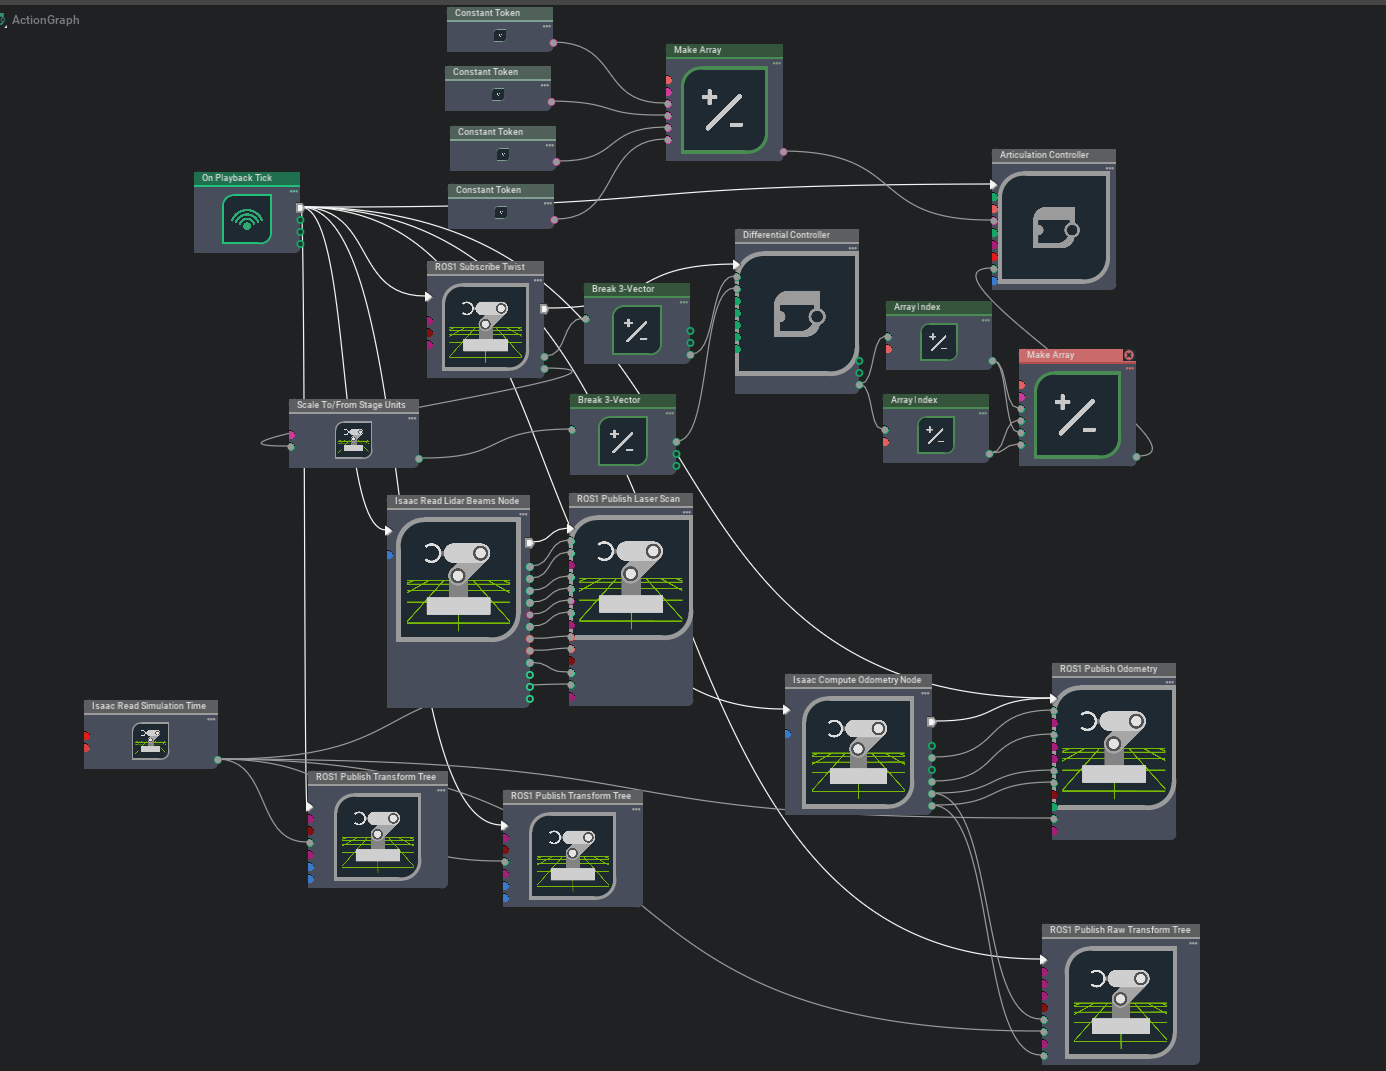 ActionGraph
Constant Token
Constant Token
Constant Token
Constant Token
Make Array
Articulation Controller
On Playback Tick
Differential Controller
ROS1 Subscribe Twist
Break 3-Vector
Array Index
Make Array
Scale To/From Stage Units
Break 3-Vector
Array Index
Isaac Read Lidar Beams Node
ROS1 Publish Laser Scan
Isaac Compute Odometry Node
ROS1 Publish Odometry
Isaac Read Simulation Time
ROS1 Publish Transform Tree
ROS1 Publish Transform Tree
ROS1 Publish Raw Transform Tree